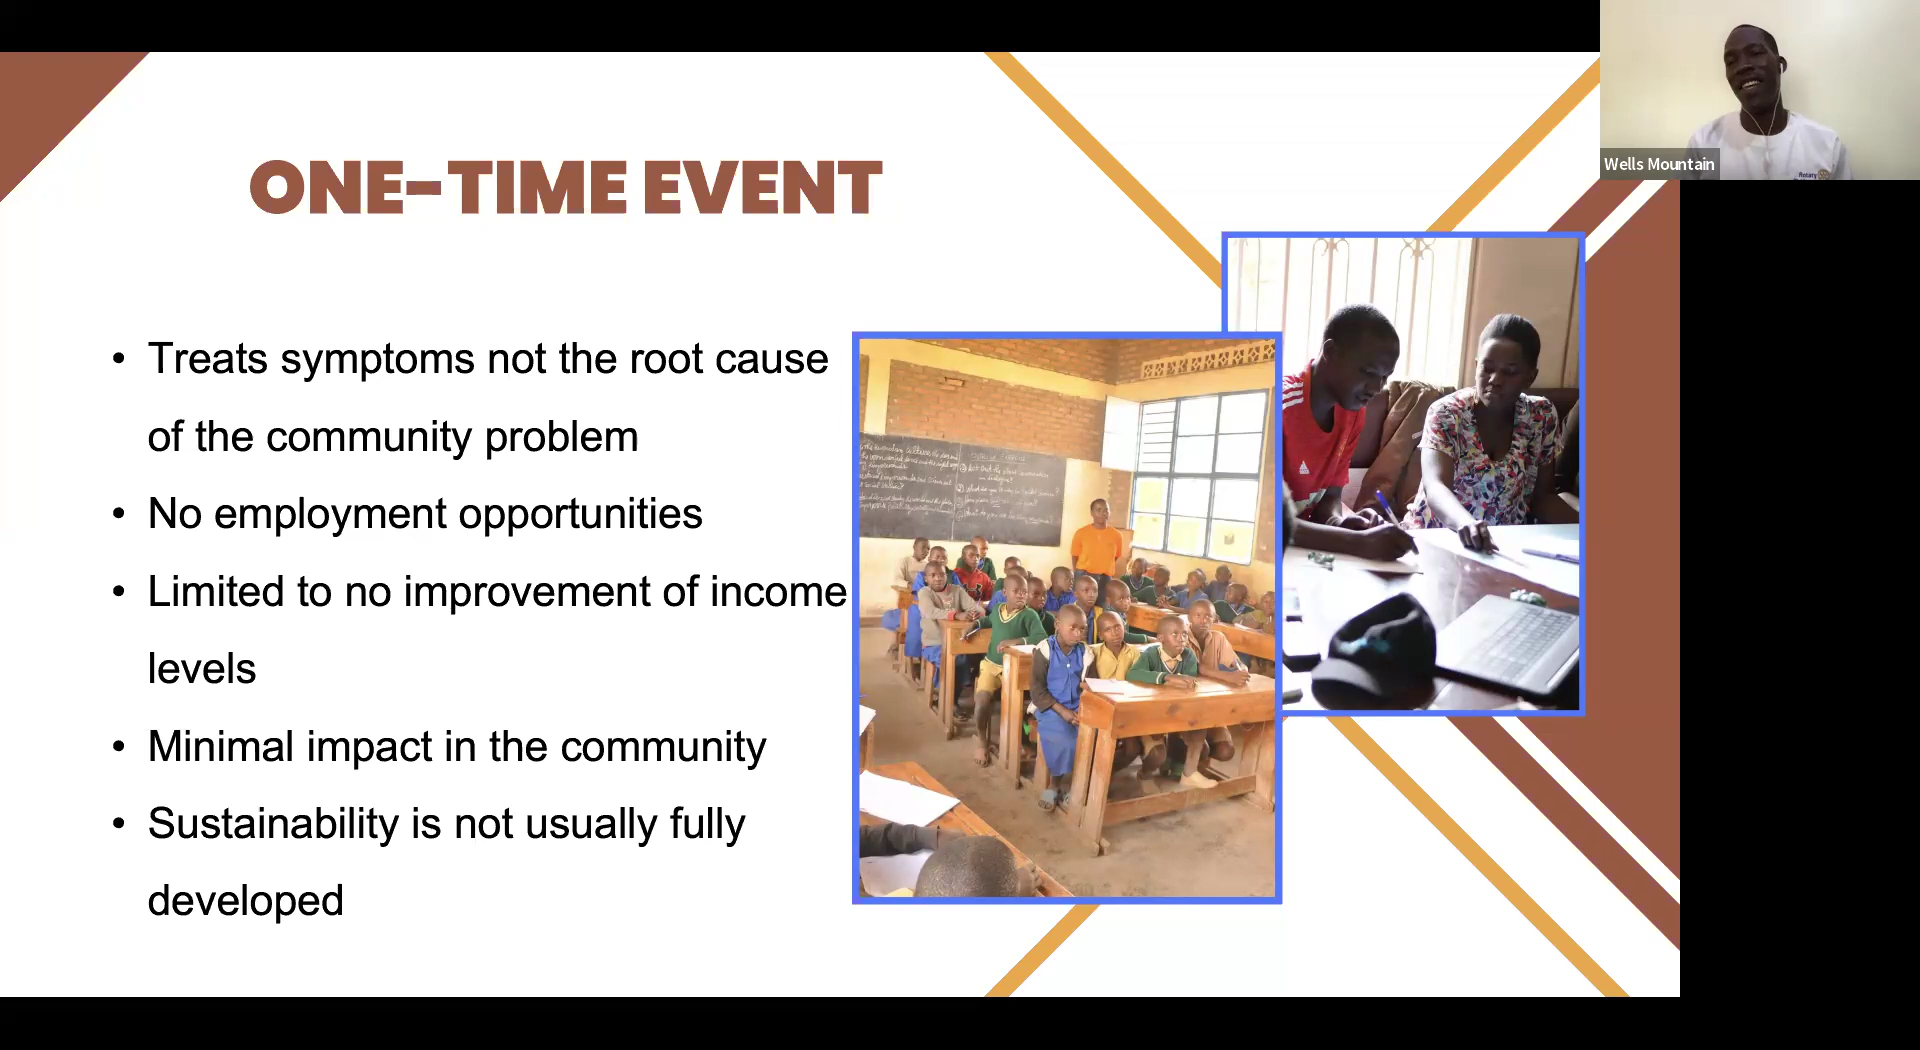 ONE-TIME EVENT
• Treats symptoms not the root cause
of the community problem
• No employment opportunities
• Limited to no improvement of income
levels
• Minimal impact in the community
• Sustainability is not usually fully
developed
Wells Mountain
Rotary